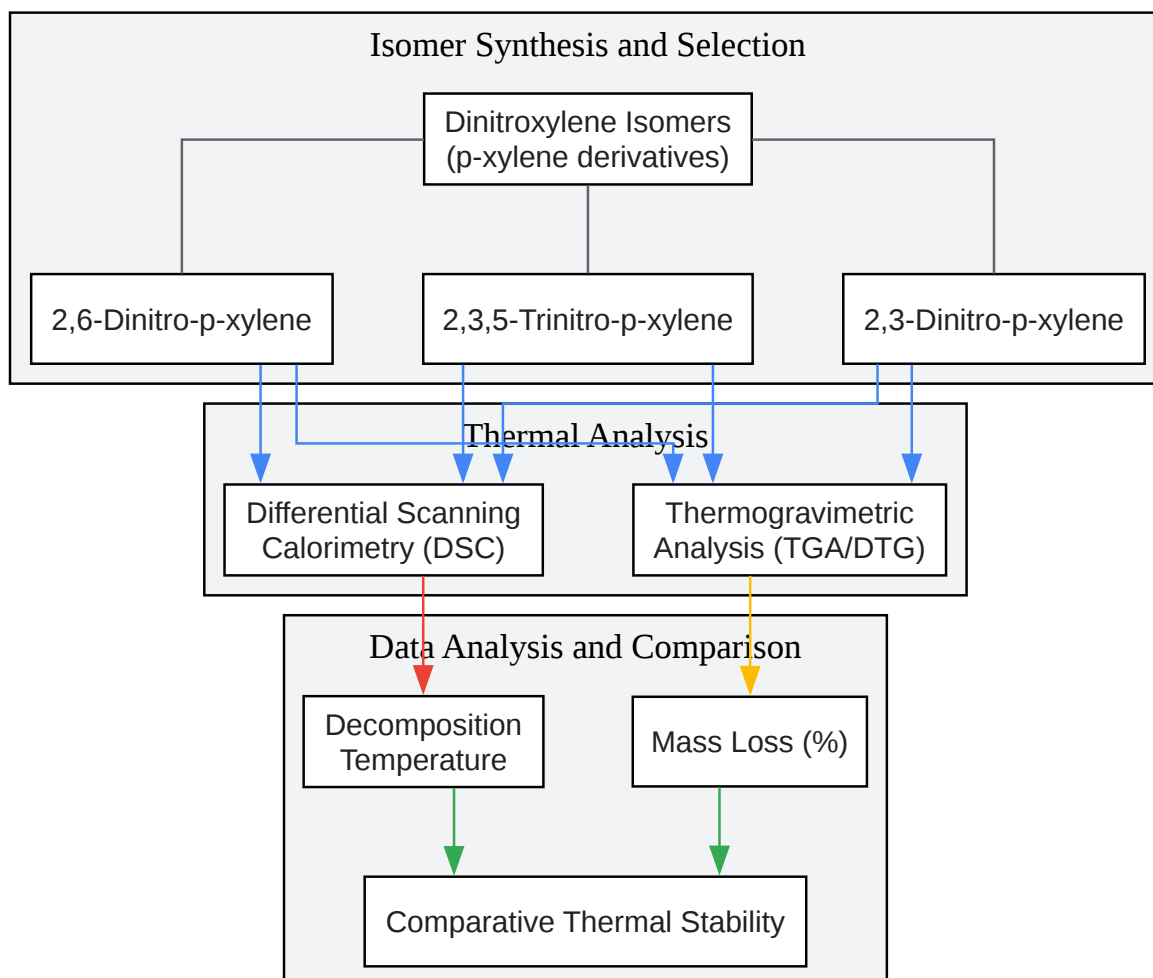 Isomer Synthesis and Selection
Dinitroxylene Isomers
(p-xylene derivatives)
2,6-Dinitro-p-xylene
2,3,5-Trinitro-p-xylene
2,3-Dinitro-p-xylene
Thermal Analysis
Differential Scanning
Calorimetry (DSC)
Thermogravimetric
Analysis (TGA/DTG)
Data Analysis and Comparison
Decomposition
Temperature
Mass Loss (%)
Comparative Thermal Stability